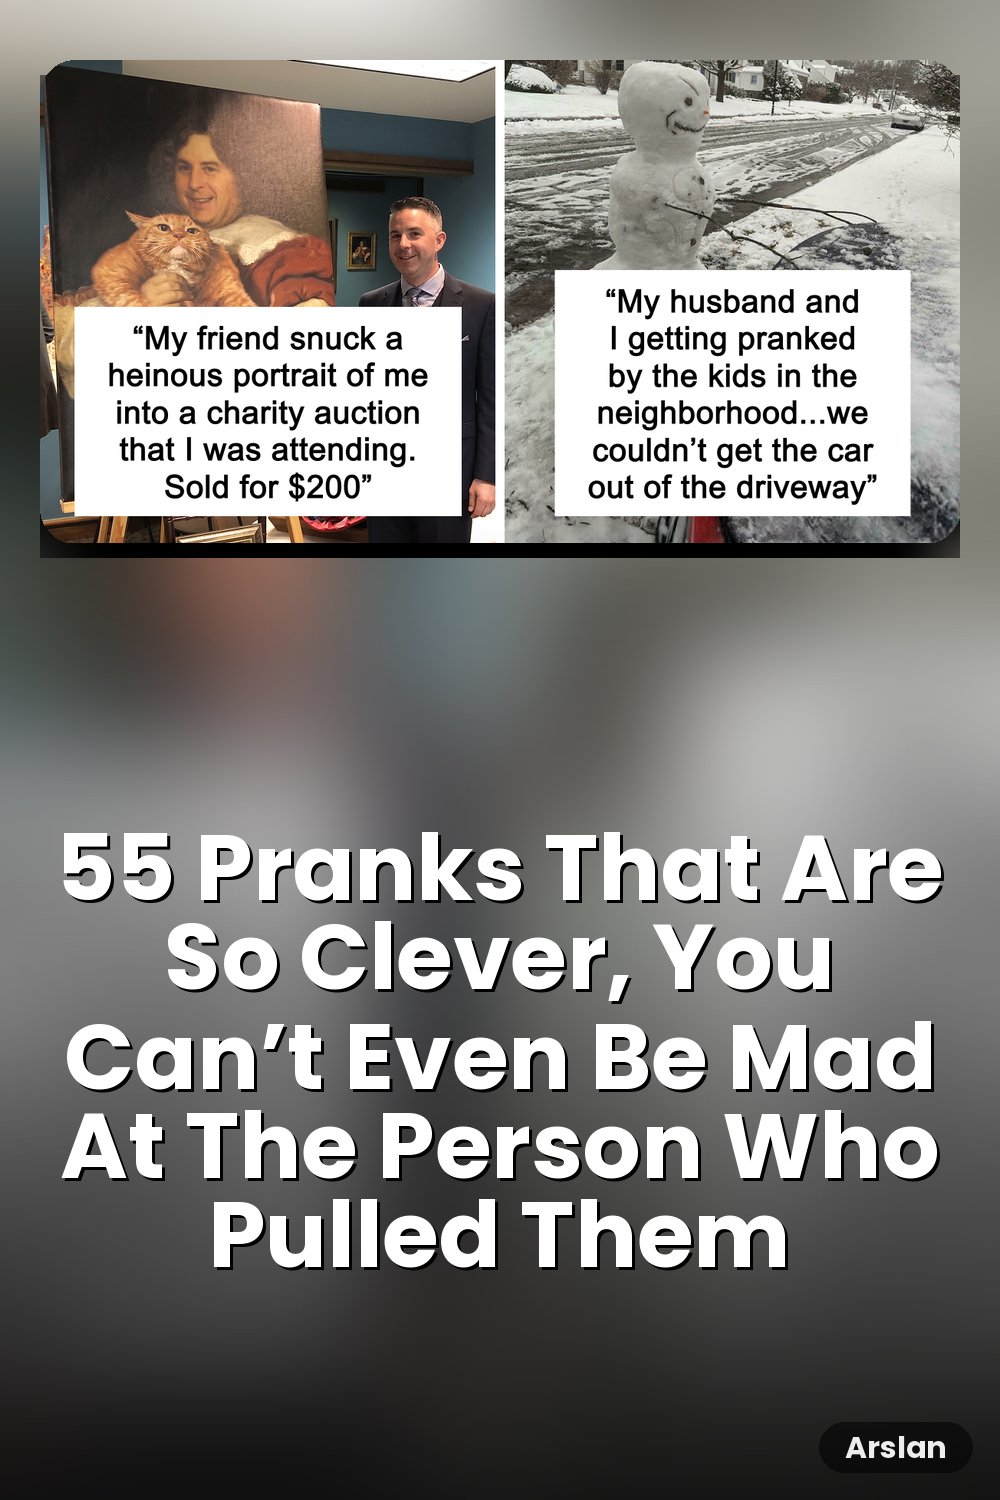 “My friend snuck a
heinous portrait of me
into a charity auction
that I was attending.
Sold for $200”
“My husband and
I getting pranked
by the kids in the
neighborhood...we
couldn’t get the car
out of the driveway”
55 Pranks That Are
So Clever, You
Can’t Even Be Mad
At The Person Who
Pulled Them
Arslan